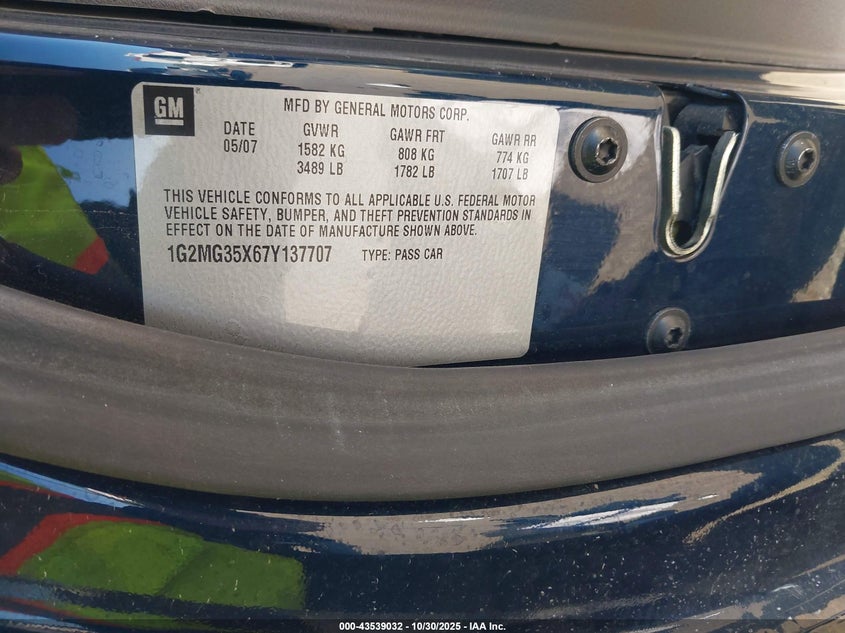 GM
MFD BY GENERAL MOTORS CORP.
DATE GVWR GAWR FRT GAWR RR
05/07 1582 KG 808 KG 774 KG
3489 LB 1782 LB 1707 LB
THIS VEHICLE CONFORMS TO ALL APPLICABLE U.S. FEDERAL MOTOR
VEHICLE SAFETY, BUMPER, AND THEFT PREVENTION STANDARDS IN
EFFECT ON THE DATE OF MANUFACTURE SHOWN ABOVE.
1G2MG35X67Y137707 TYPE: PASS CAR
000-43539032 - 10/30/2025 - IAA Inc.